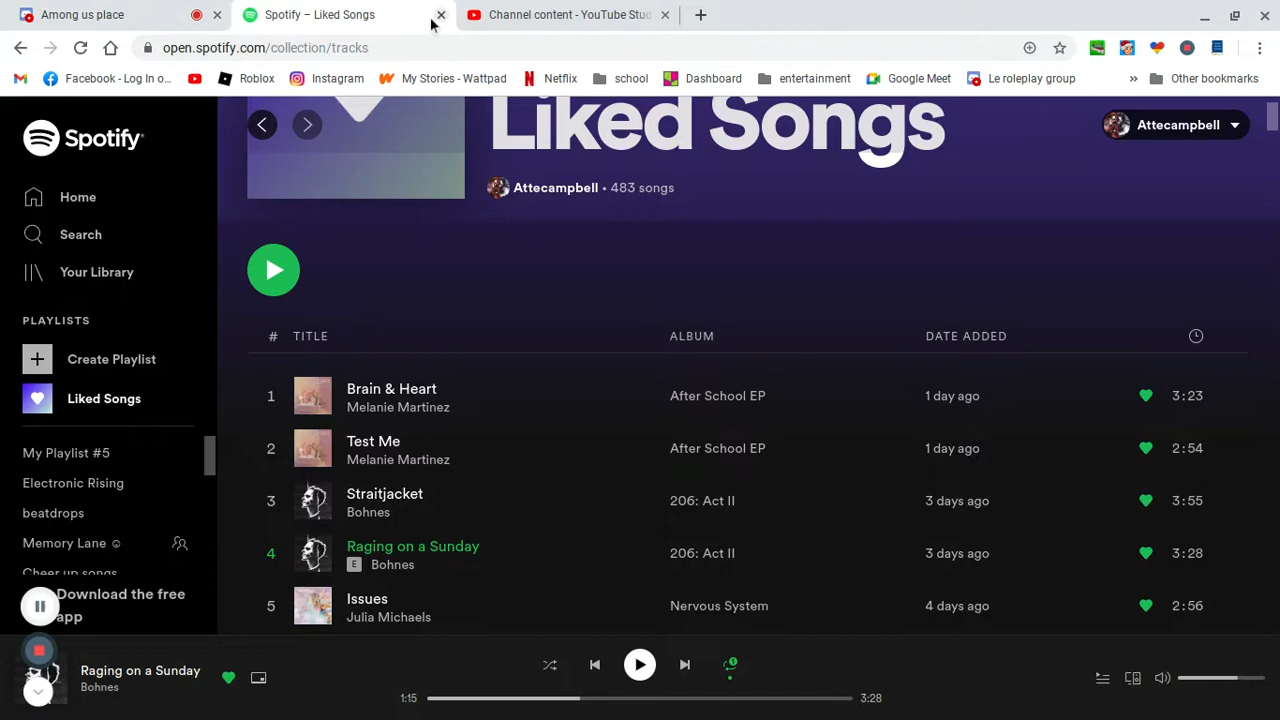 Among us place
Spotify – Liked Songs
Channel content - YouTube Stud
open.spotify.com/collection/tracks
Facebook - Log In o...
Roblox
Instagram
My Stories - Wattpad
Netflix
school
Dashboard
entertainment
Google Meet
Le roleplay group
»
Other bookmarks
Spotify
Liked Songs
Attecampbell
Attecampbell • 483 songs
Home
Search
Your Library
PLAYLISTS
Create Playlist
Liked Songs
My Playlist #5
Electronic Rising
beatdrops
Memory Lane ☺
Cheer up songs
Download the free
app
# TITLE ALBUM DATE ADDED
1 Brain & Heart After School EP 1 day ago 3:23
Melanie Martinez
2 Test Me After School EP 1 day ago 2:54
Melanie Martinez
3 Straitjacket 206: Act II 3 days ago 3:55
Bohnes
4 Raging on a Sunday 206: Act II 3 days ago 3:28
E Bohnes
5 Issues Nervous System 4 days ago 2:56
Julia Michaels
Raging on a Sunday
Bohnes
1
1:15
3:28